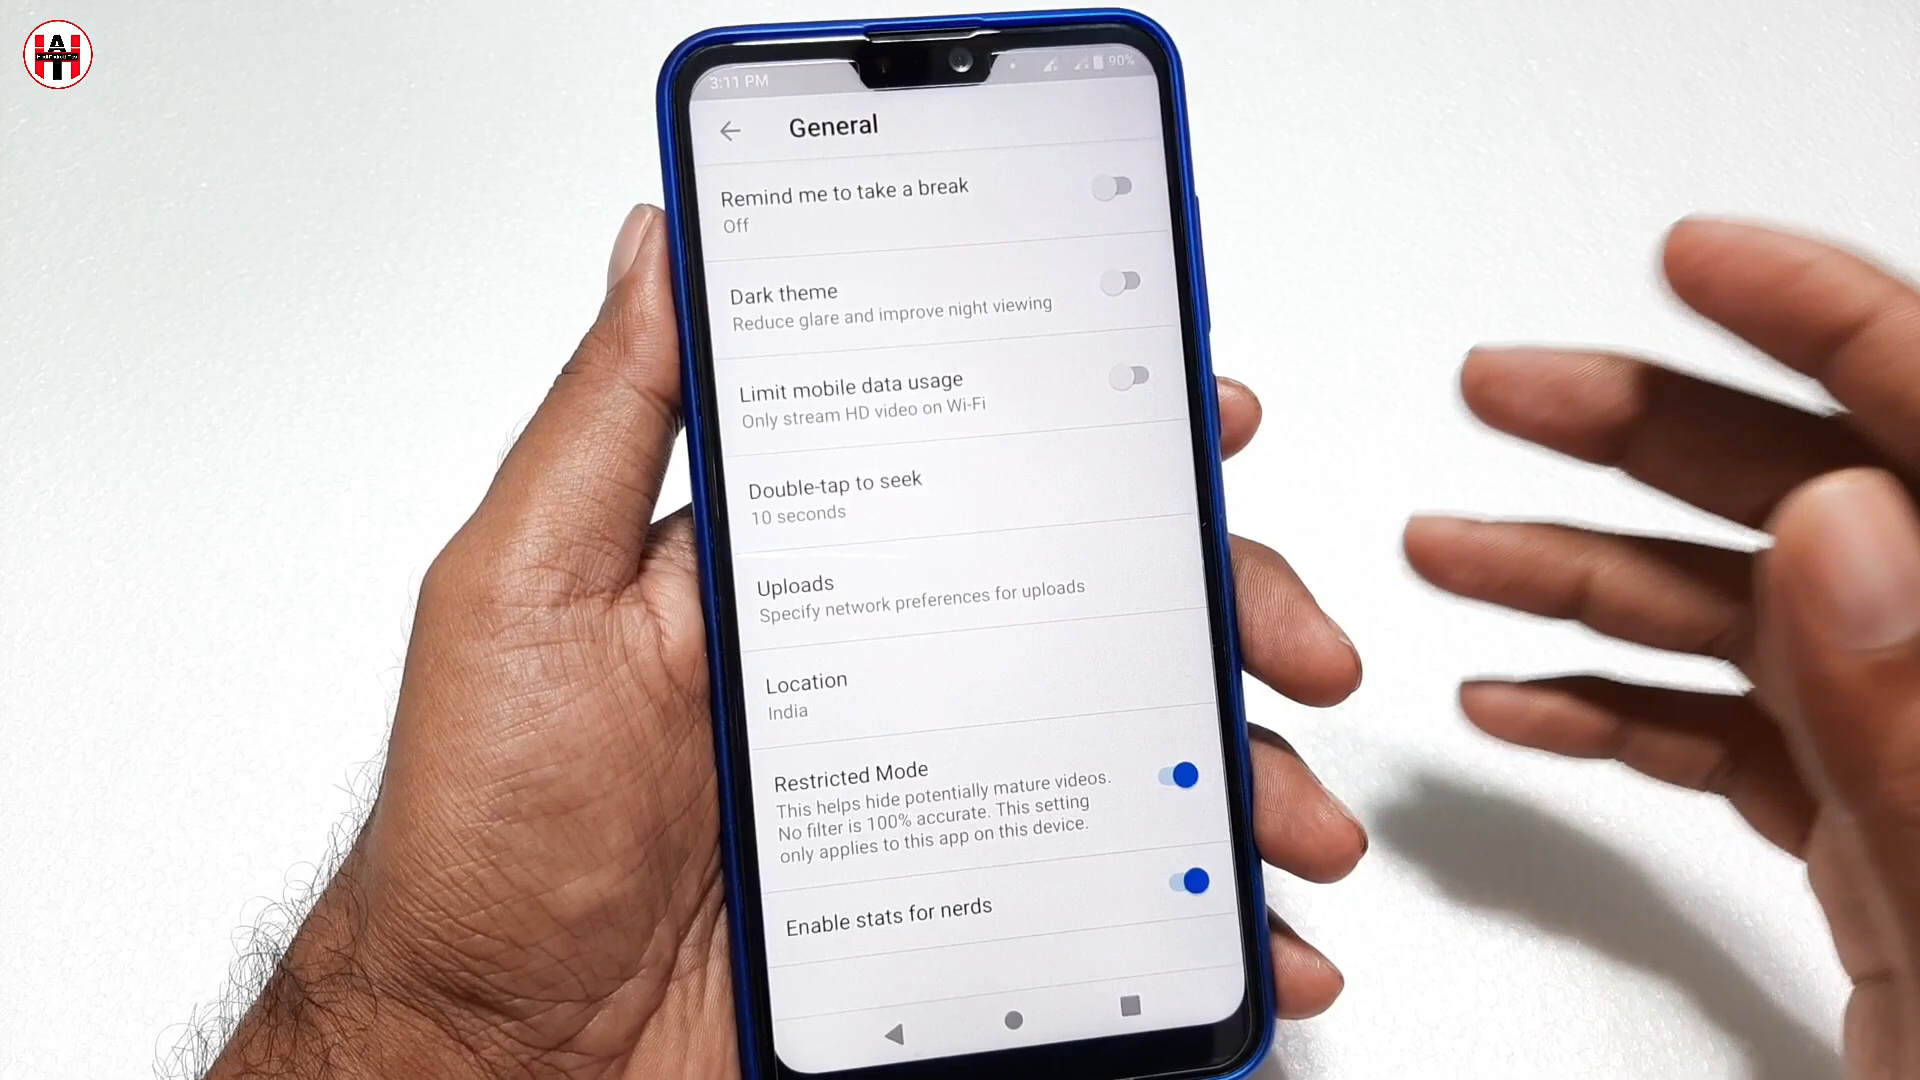 3:11 PM
90%
General
Remind me to take a break
Off
Dark theme
Reduce glare and improve night viewing
Limit mobile data usage
Only stream HD video on Wi-Fi
Double-tap to seek
10 seconds
Uploads
Specify network preferences for uploads
Location
India
Restricted Mode
This helps hide potentially mature videos.
No filter is 100% accurate. This setting
only applies to this app on this device.
Enable stats for nerds